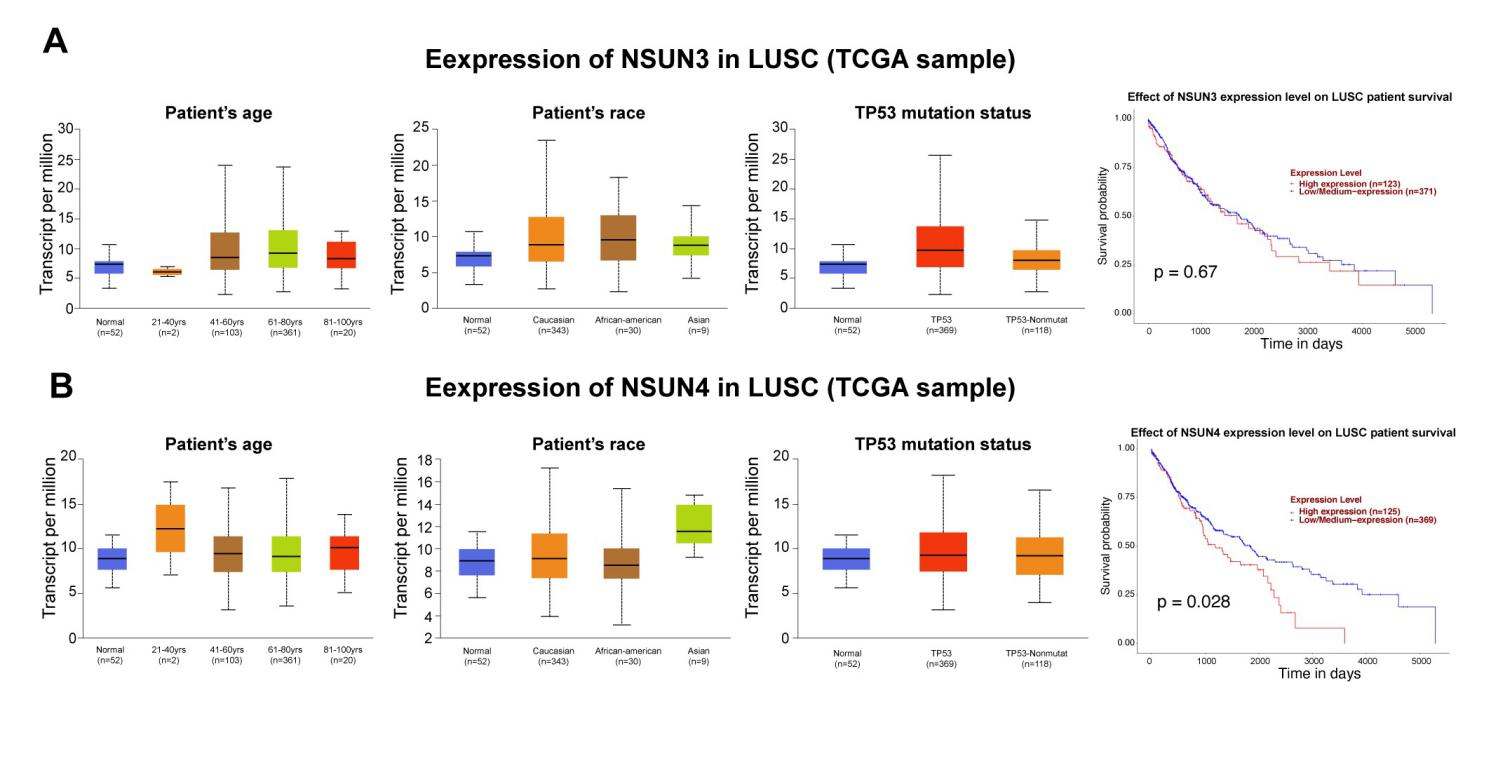 A
Eexpression of NSUN3 in LUSC (TCGA sample)
Patient's age
Transcript per million
30
25
20
15
10
5
0
Normal (n=52)
21-40yrs (n=2)
41-60yrs (n=103)
61-80yrs (n=361)
81-100yrs (n=20)
Patient's race
Transcript per million
25
20
15
10
5
0
Normal (n=52)
Caucasian (n=343)
African-american (n=30)
Asian (n=9)
TP53 mutation status
Transcript per million
30
25
20
15
10
5
0
Normal (n=52)
TP53 (n=369)
TP53-Nonmutat (n=118)
Effect of NSUN3 expression level on LUSC patient survival
Survival probability
1.00
0.75
0.50
0.25
0.00
Expression Level
High expression (n=123)
Low/Medium-expression (n=371)
p = 0.67
0 1000 2000 3000 4000 5000
Time in days
B
Eexpression of NSUN4 in LUSC (TCGA sample)
Patient's age
Transcript per million
20
15
10
5
0
Normal (n=52)
21-40yrs (n=2)
41-60yrs (n=103)
61-80yrs (n=361)
81-100yrs (n=20)
Patient's race
Transcript per million
18
16
14
12
10
8
6
4
2
Normal (n=52)
Caucasian (n=343)
African-american (n=30)
Asian (n=9)
TP53 mutation status
Transcript per million
20
15
10
5
0
Normal (n=52)
TP53 (n=369)
TP53-Nonmutat (n=118)
Effect of NSUN4 expression level on LUSC patient survival
Survival probability
1.00
0.75
0.50
0.25
0.00
Expression Level
High expression (n=125)
Low/Medium-expression (n=369)
p = 0.028
0 1000 2000 3000 4000 5000
Time in days